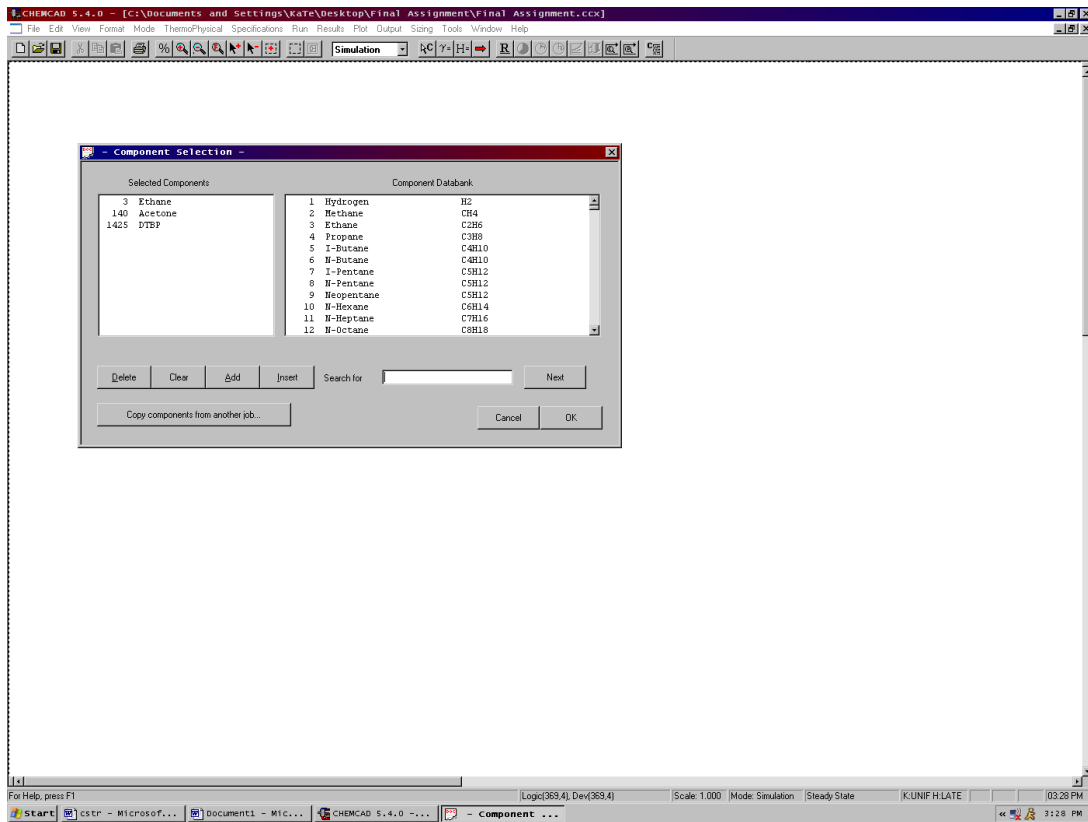 CHEMCAD 5.4.0 - [C:\Documents and Settings\KaTe\Desktop\Final Assignment\Final Assignment.ccx]
File Edit View Format Mode ThermoPhysical Specifications Run Results Plot Output Sizing Tools Window Help
% Simulation R
- Component Selection -
Selected Components Component Databank
3 Ethane
140 Acetone
1425 DTBP
1 Hydrogen H2
2 Methane CH4
3 Ethane C2H6
4 Propane C3H8
5 I-Butane C4H10
6 N-Butane C4H10
7 I-Pentane C5H12
8 N-Pentane C5H12
9 Neopentane C5H12
10 N-Hexane C6H14
11 N-Heptane C7H16
12 N-Octane C8H18
Delete Clear Add Insert Search for Next
Copy components from another job... Cancel OK
For Help, press F1 Logic(369,4), Dev(369,4) Scale: 1.000 Mode: Simulation Steady State K:UNIF H:LATE 03:28 PM
Start cstr - Microsof... Document1 - Mic... CHEMCAD 5.4.0 -... - Component ... « 3:28 PM